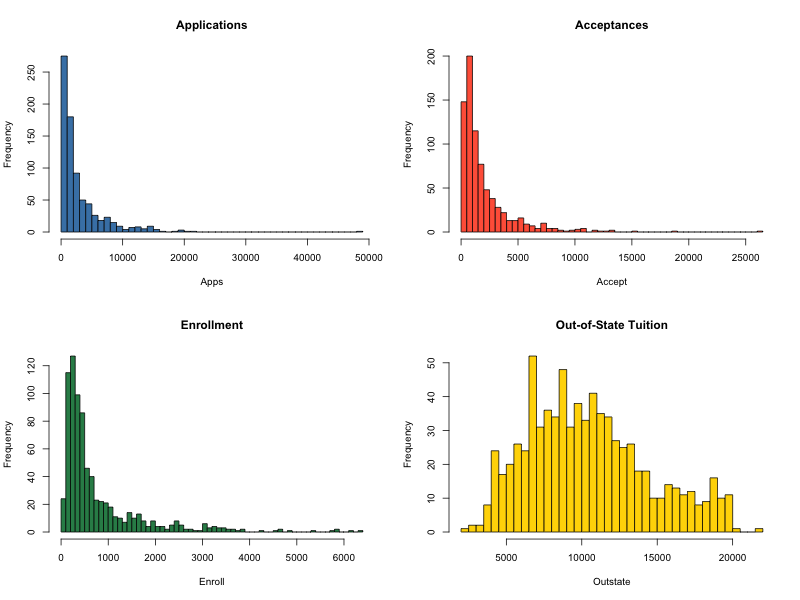 Applications
Frequency
0 50 100 150 200 250
0 10000 20000 30000 40000 50000
Apps
Acceptances
Frequency
0 50 100 150 200
0 5000 10000 15000 20000 25000
Accept
Enrollment
Frequency
0 20 40 60 80 100 120
0 1000 2000 3000 4000 5000 6000
Enroll
Out-of-State Tuition
Frequency
0 10 20 30 40 50
5000 10000 15000 20000
Outstate